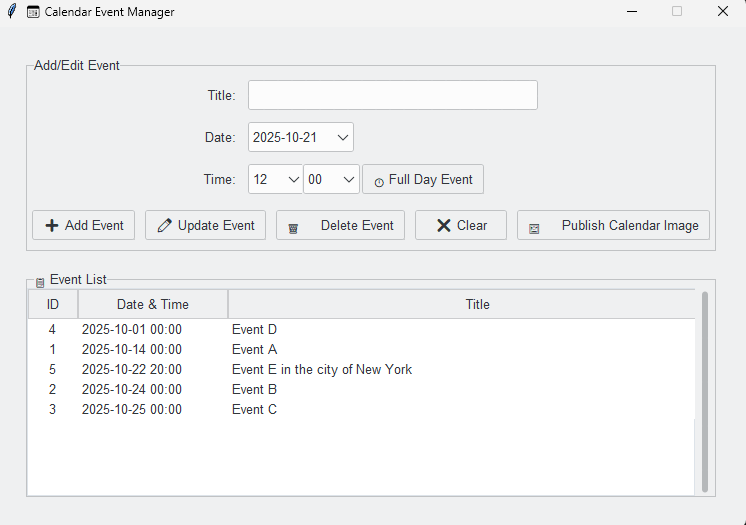 Calendar Event Manager
Add/Edit Event
Title:
Date: 2025-10-21
Time: 12 00 Full Day Event
Add Event Update Event Delete Event Clear Publish Calendar Image
Event List
ID Date & Time Title
4 2025-10-01 00:00 Event D
1 2025-10-14 00:00 Event A
5 2025-10-22 20:00 Event E in the city of New York
2 2025-10-24 00:00 Event B
3 2025-10-25 00:00 Event C